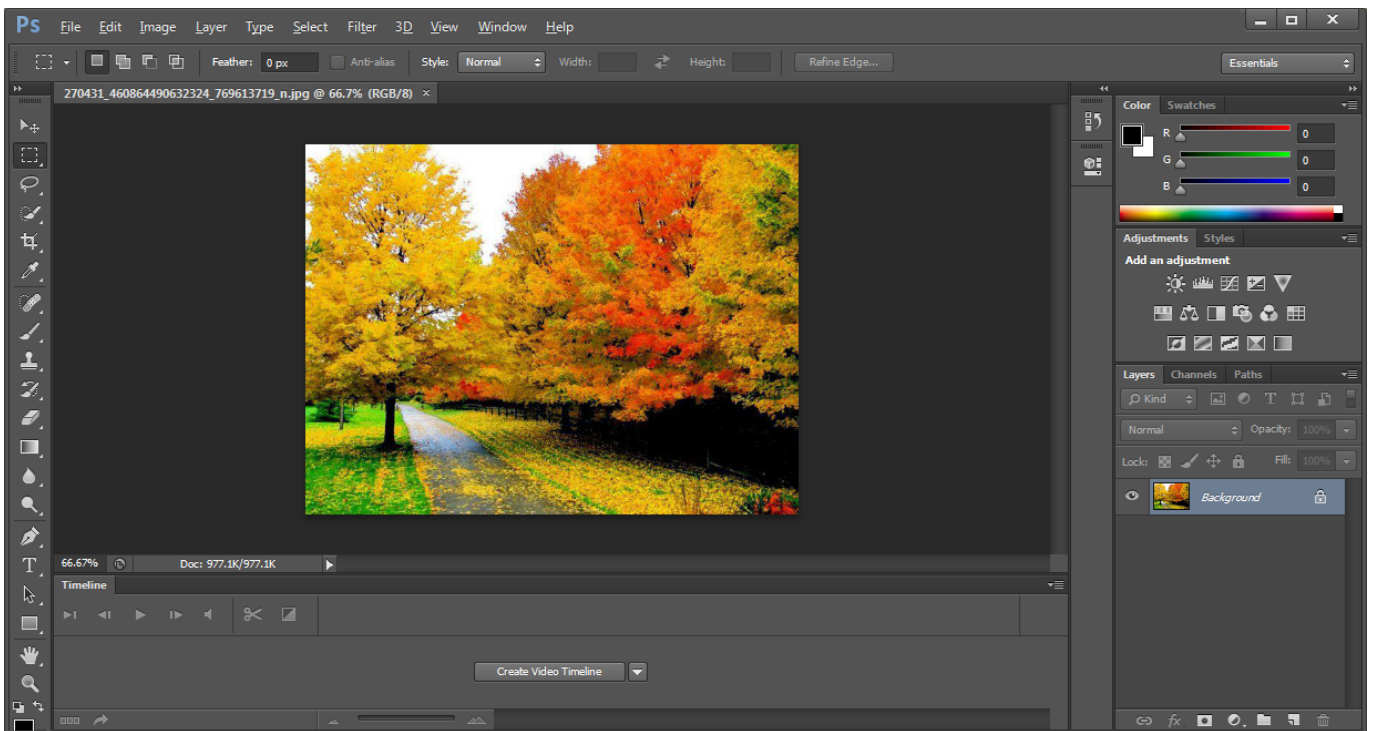 Ps File Edit Image Layer Type Select Filter 3D View Window Help
Feather: 0 px Anti-alias Style: Normal Width: Height: Refine Edge... Essentials
270431_460864490632324_769613719_n.jpg @ 66.7% (RGB/8) ×
Color Swatches
R 0
G 0
B 0
Adjustments Styles
Add an adjustment
Layers Channels Paths
Kind
Normal Opacity: 100%
Lock: Fill: 100%
Background
66.67% Doc: 977.1K/977.1K
Timeline
Create Video Timeline